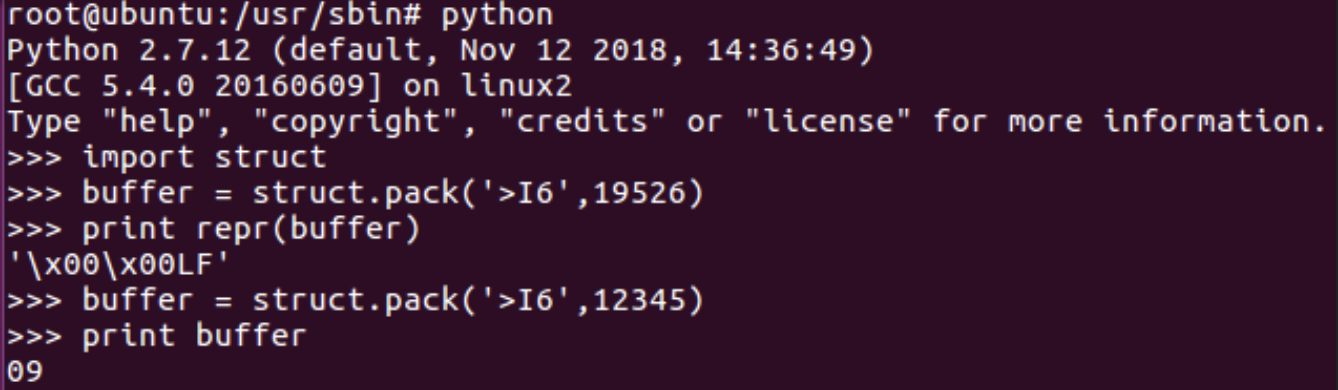 root@ubuntu:/usr/sbin# python
Python 2.7.12 (default, Nov 12 2018, 14:36:49)
[GCC 5.4.0 20160609] on linux2
Type "help", "copyright", "credits" or "license" for more information.
>>> import struct
>>> buffer = struct.pack('>I6',19526)
>>> print repr(buffer)
'\x00\x00LF'
>>> buffer = struct.pack('>I6',12345)
>>> print buffer
09